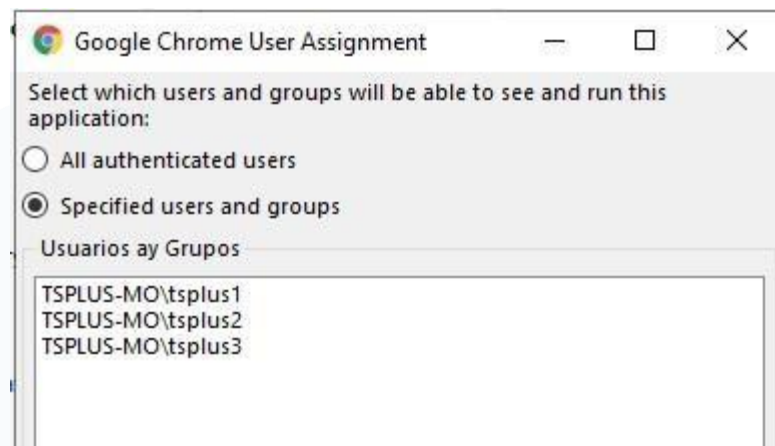 Google Chrome User Assignment
Select which users and groups will be able to see and run this
application:
All authenticated users
Specified users and groups
Usuarios ay Grupos
TSPLUS-MO\tsplus1
TSPLUS-MO\tsplus2
TSPLUS-MO\tsplus3